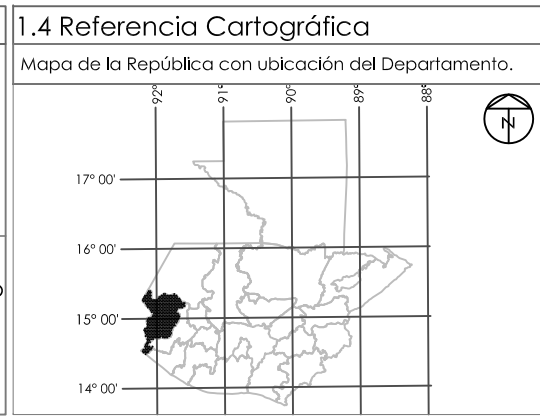 1.4 Referencia Cartográfica
Mapa de la República con ubicación del Departamento.
92° 91° 90° 89° 88°
N
17° 00'
16° 00'
15° 00'
14° 00'